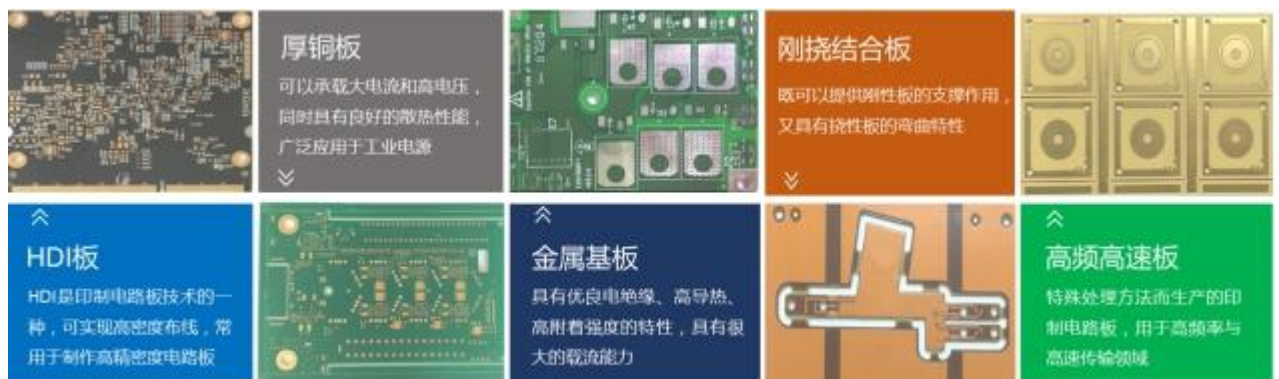 厚铜板
可以承载大电流和高电压，
同时具有良好的散热性能，
广泛应用于工业电源
刚挠结合板
既可以提供刚性板的支撑作用，
又具有挠性板的弯曲特性
HDI板
HDI是印制电路板技术的一
种，可实现高密度布线，常
用于制作高精密度电路板
金属基板
具有优良电绝缘、高导热、
高附着强度的特性，具有很
大的载流能力
高频高速板
特殊处理方法而生产的印
制电路板，用于高频率与
高速传输领域